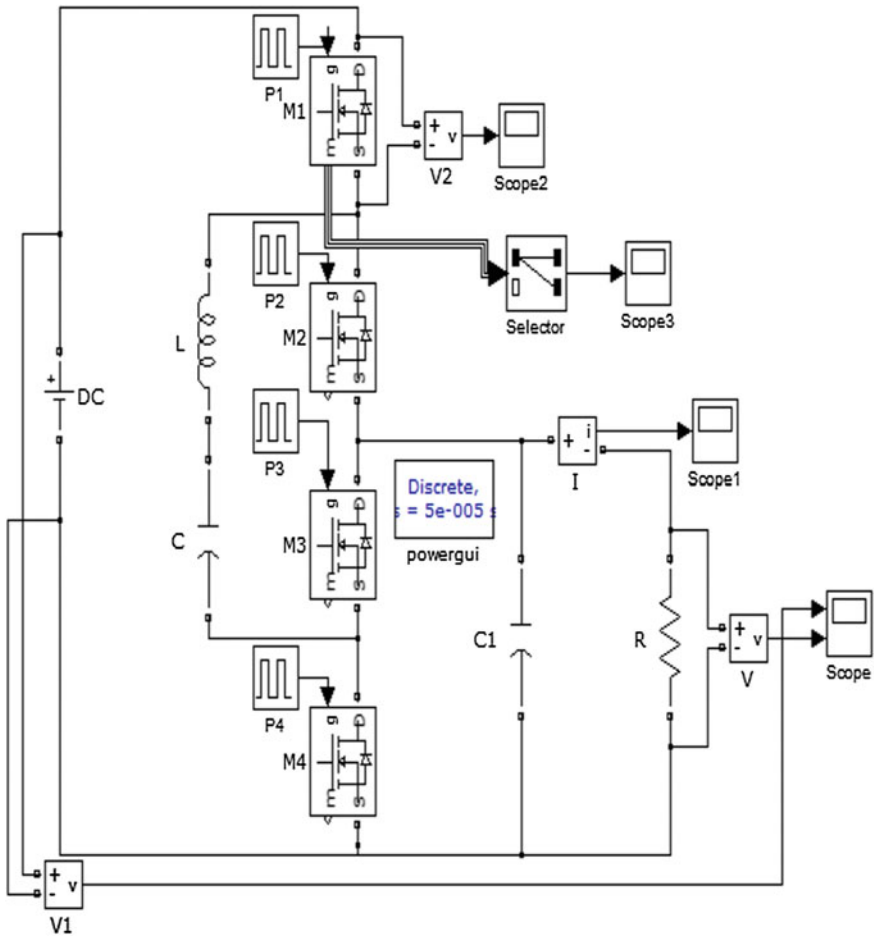 P1
g
D
M1
m
S
+
-
v
V2
Scope2
P2
g
D
M2
m
S
Selector
Scope3
L
+
DC
P3
g
D
M3
m
S
+
i
-
I
Scope1
Discrete,
s = 5e-005 s
powergui
C
P4
g
D
M4
m
S
C1
R
+
-
v
V
Scope
+
-
v
V1